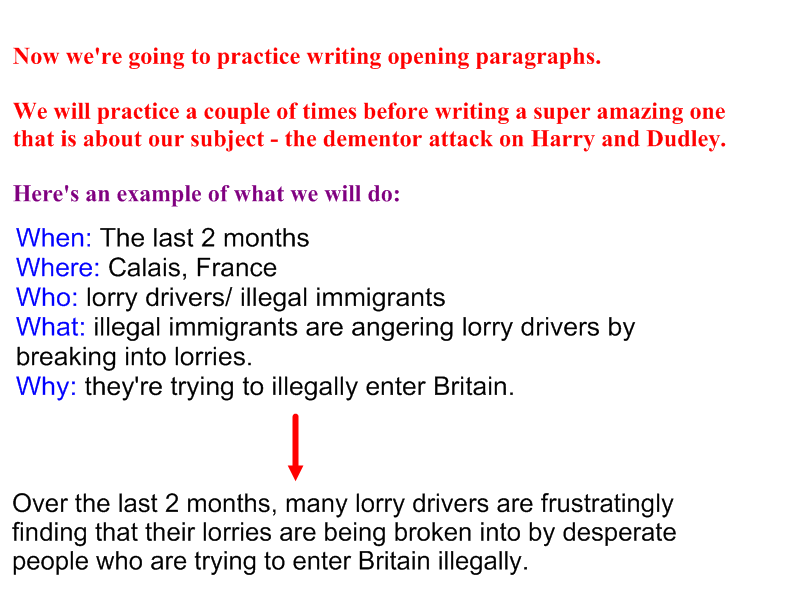 Now we're going to practice writing opening paragraphs.
We will practice a couple of times before writing a super amazing one
that is about our subject - the dementor attack on Harry and Dudley.
Here's an example of what we will do:
When: The last 2 months
Where: Calais, France
Who: lorry drivers/ illegal immigrants
What: illegal immigrants are angering lorry drivers by
breaking into lorries.
Why: they're trying to illegally enter Britain.
Over the last 2 months, many lorry drivers are frustratingly
finding that their lorries are being broken into by desperate
people who are trying to enter Britain illegally.